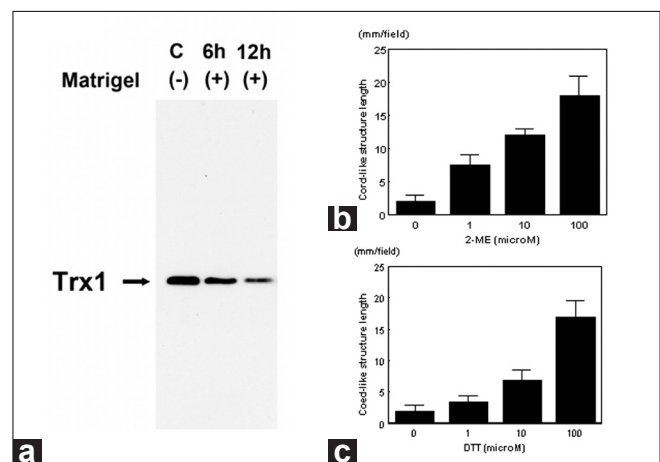 C 6h 12h
Matrigel (-) (+) (+)
Trx1
a
(mm/field)
Cord-like structure length
25
20
15
10
5
0
0 1 10 100
2-ME (microM)
b
(mm/field)
Coed-like structure length
25
20
15
10
5
0
0 1 10 100
DTT (microM)
c